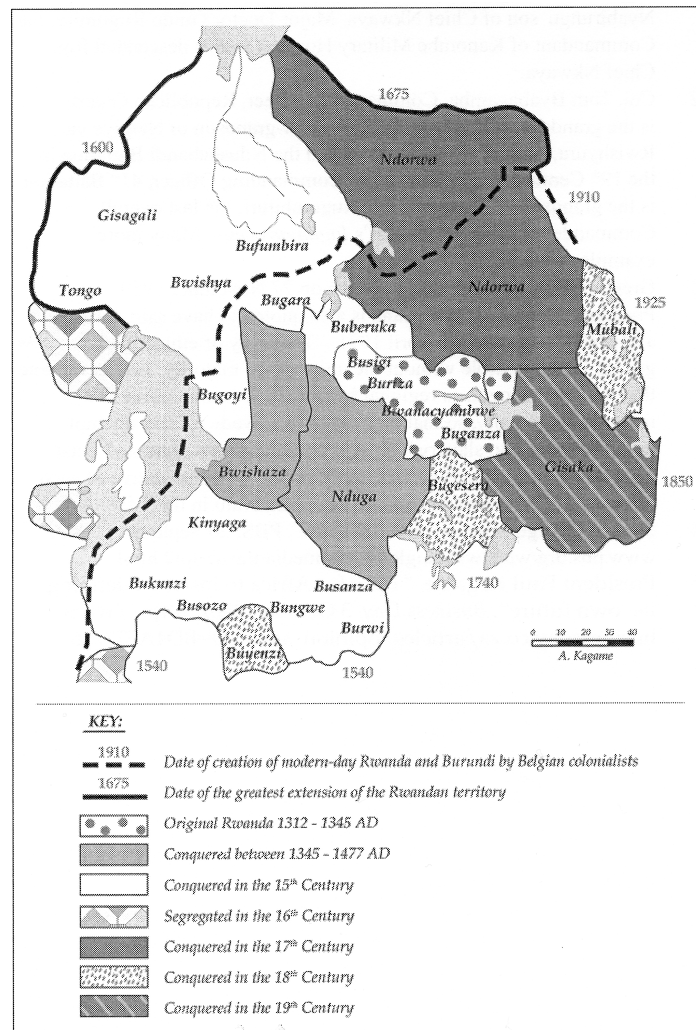 1675
1600
Ndorwa
1910
Gisagali
Bufumbira
Bwishya
Ndorwa
Tongo
Bugara
1925
Buberuka
Mubali
Busigi
Buriza
Bugoyi
Bwanacyambwe
Buganza
Bwishaza
Gisaka
Nduga
Bugesera
1850
Kinyaga
Bukunzi
Busanza
1740
Busozo
Bungwe
Burwi
Buyenzi
1540
1540
0 10 20 30 40
A. Kagame
KEY:
1910
Date of creation of modern-day Rwanda and Burundi by Belgian colonialists
1675
Date of the greatest extension of the Rwandan territory
Original Rwanda 1312 - 1345 AD
Conquered between 1345 - 1477 AD
Conquered in the 15th Century
Segregated in the 16th Century
Conquered in the 17th Century
Conquered in the 18th Century
Conquered in the 19th Century